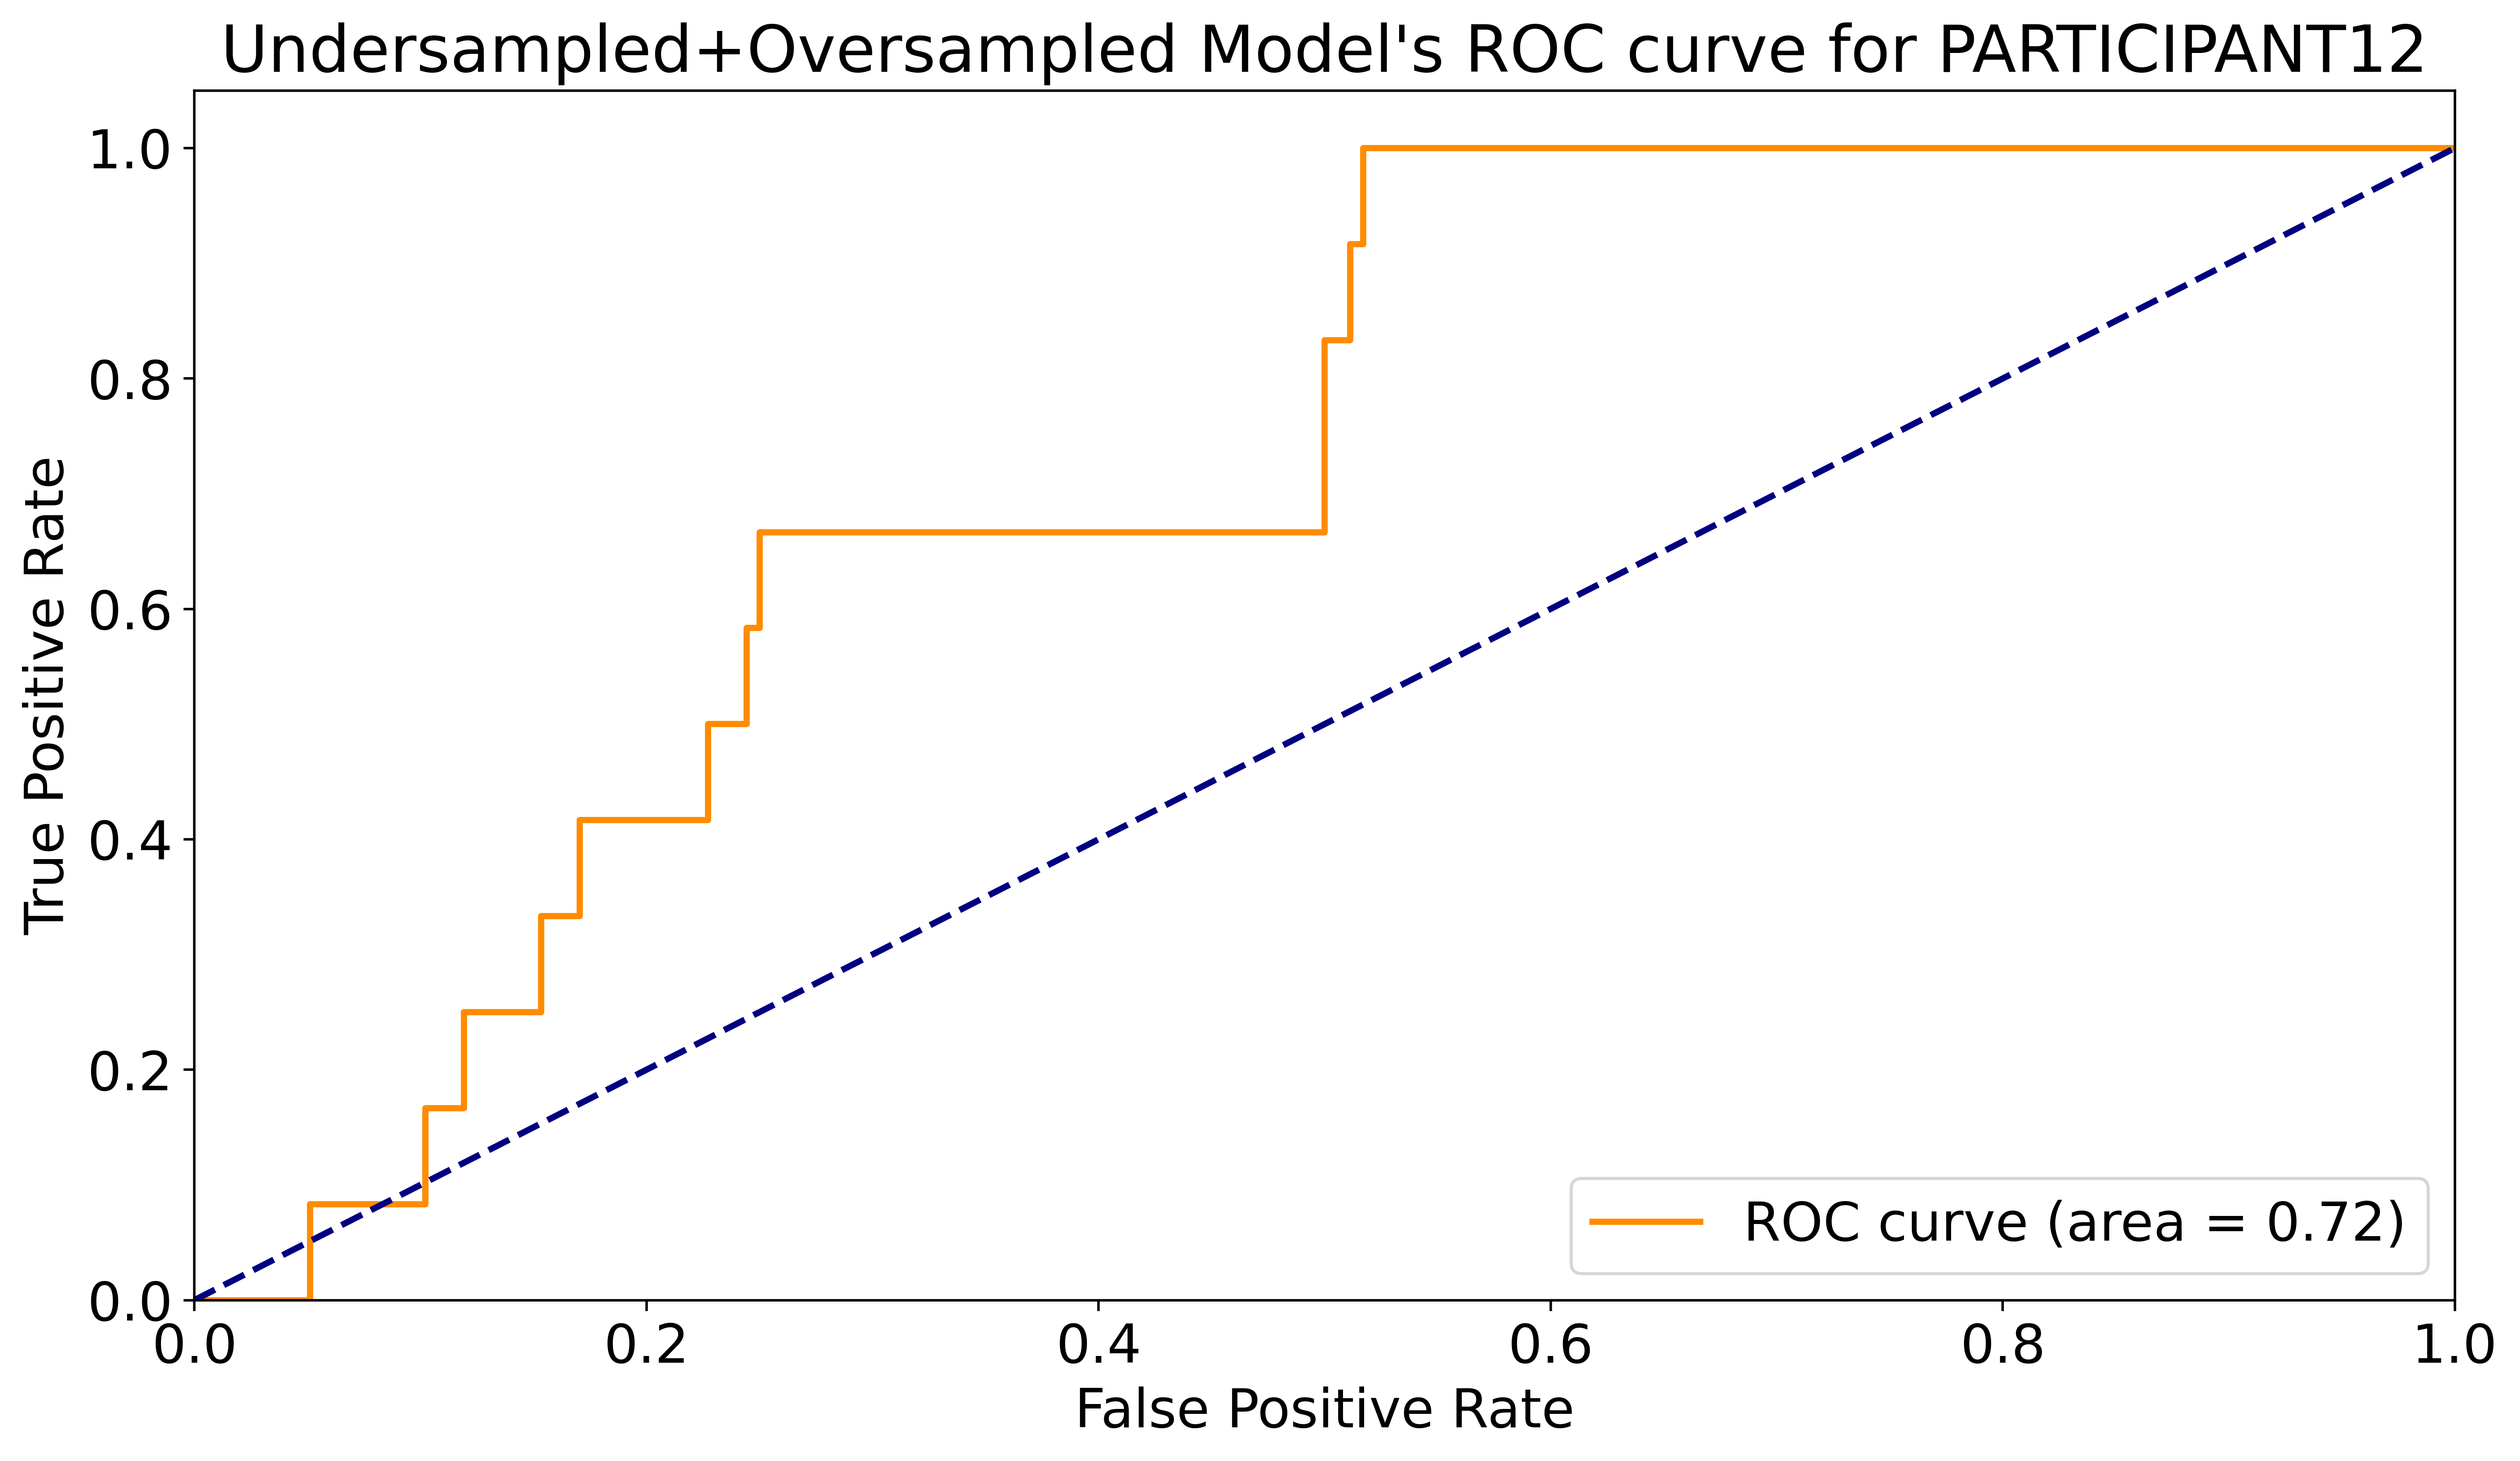 Undersampled+Oversampled Model's ROC curve for PARTICIPANT12
1.0
0.8
0.6
0.4
0.2
0.0
True Positive Rate
0.0 0.2 0.4 0.6 0.8 1.0
False Positive Rate
ROC curve (area = 0.72)